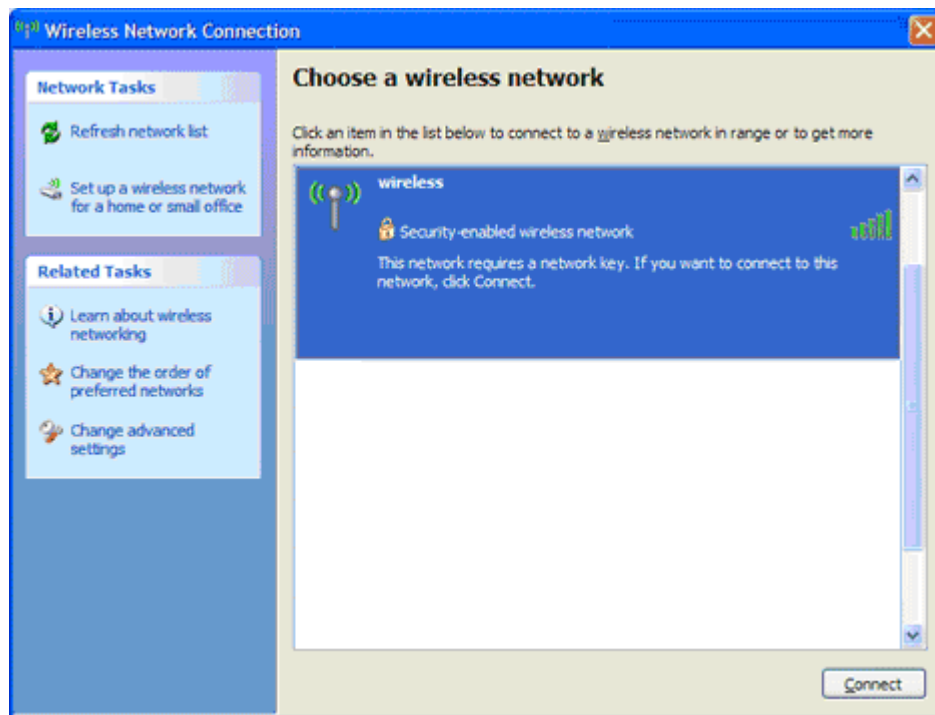 Wireless Network Connection
Network Tasks
Refresh network list
Set up a wireless network
for a home or small office
Related Tasks
Learn about wireless
networking
Change the order of
preferred networks
Change advanced
settings
Choose a wireless network
Click an item in the list below to connect to a wireless network in range or to get more
information.
wireless
Security-enabled wireless network
This network requires a network key. If you want to connect to this
network, click Connect.
Connect